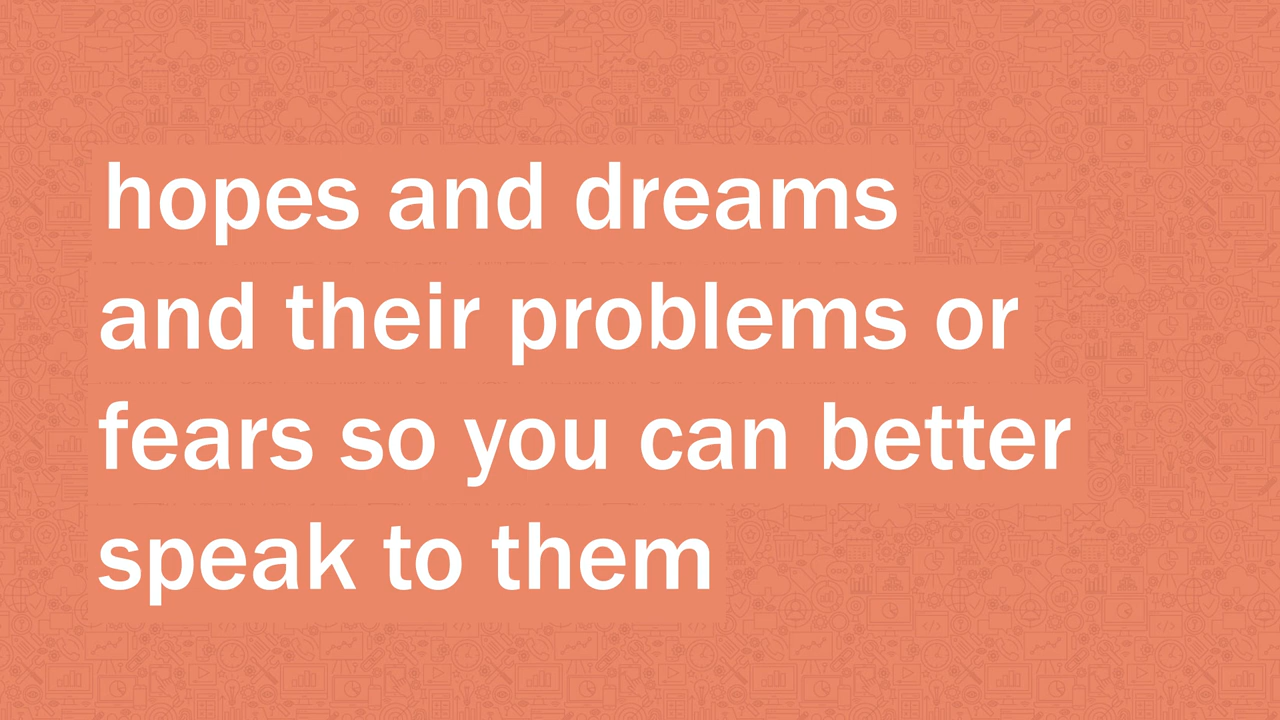 hopes and dreams
and their problems or
fears so you can better
speak to them